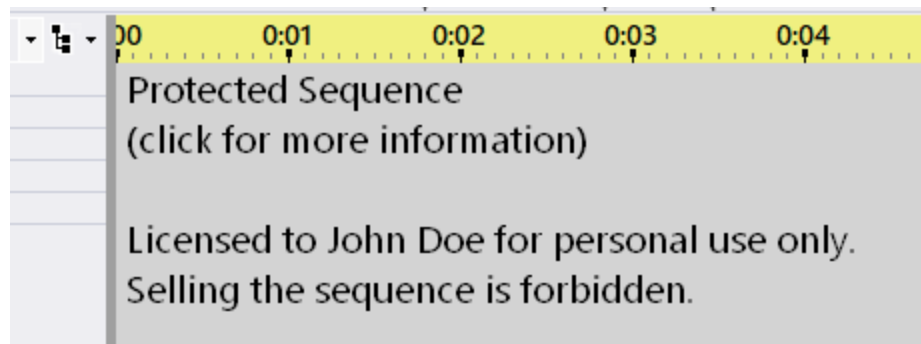 00 0:01 0:02 0:03 0:04
Protected Sequence
(click for more information)
Licensed to John Doe for personal use only.
Selling the sequence is forbidden.